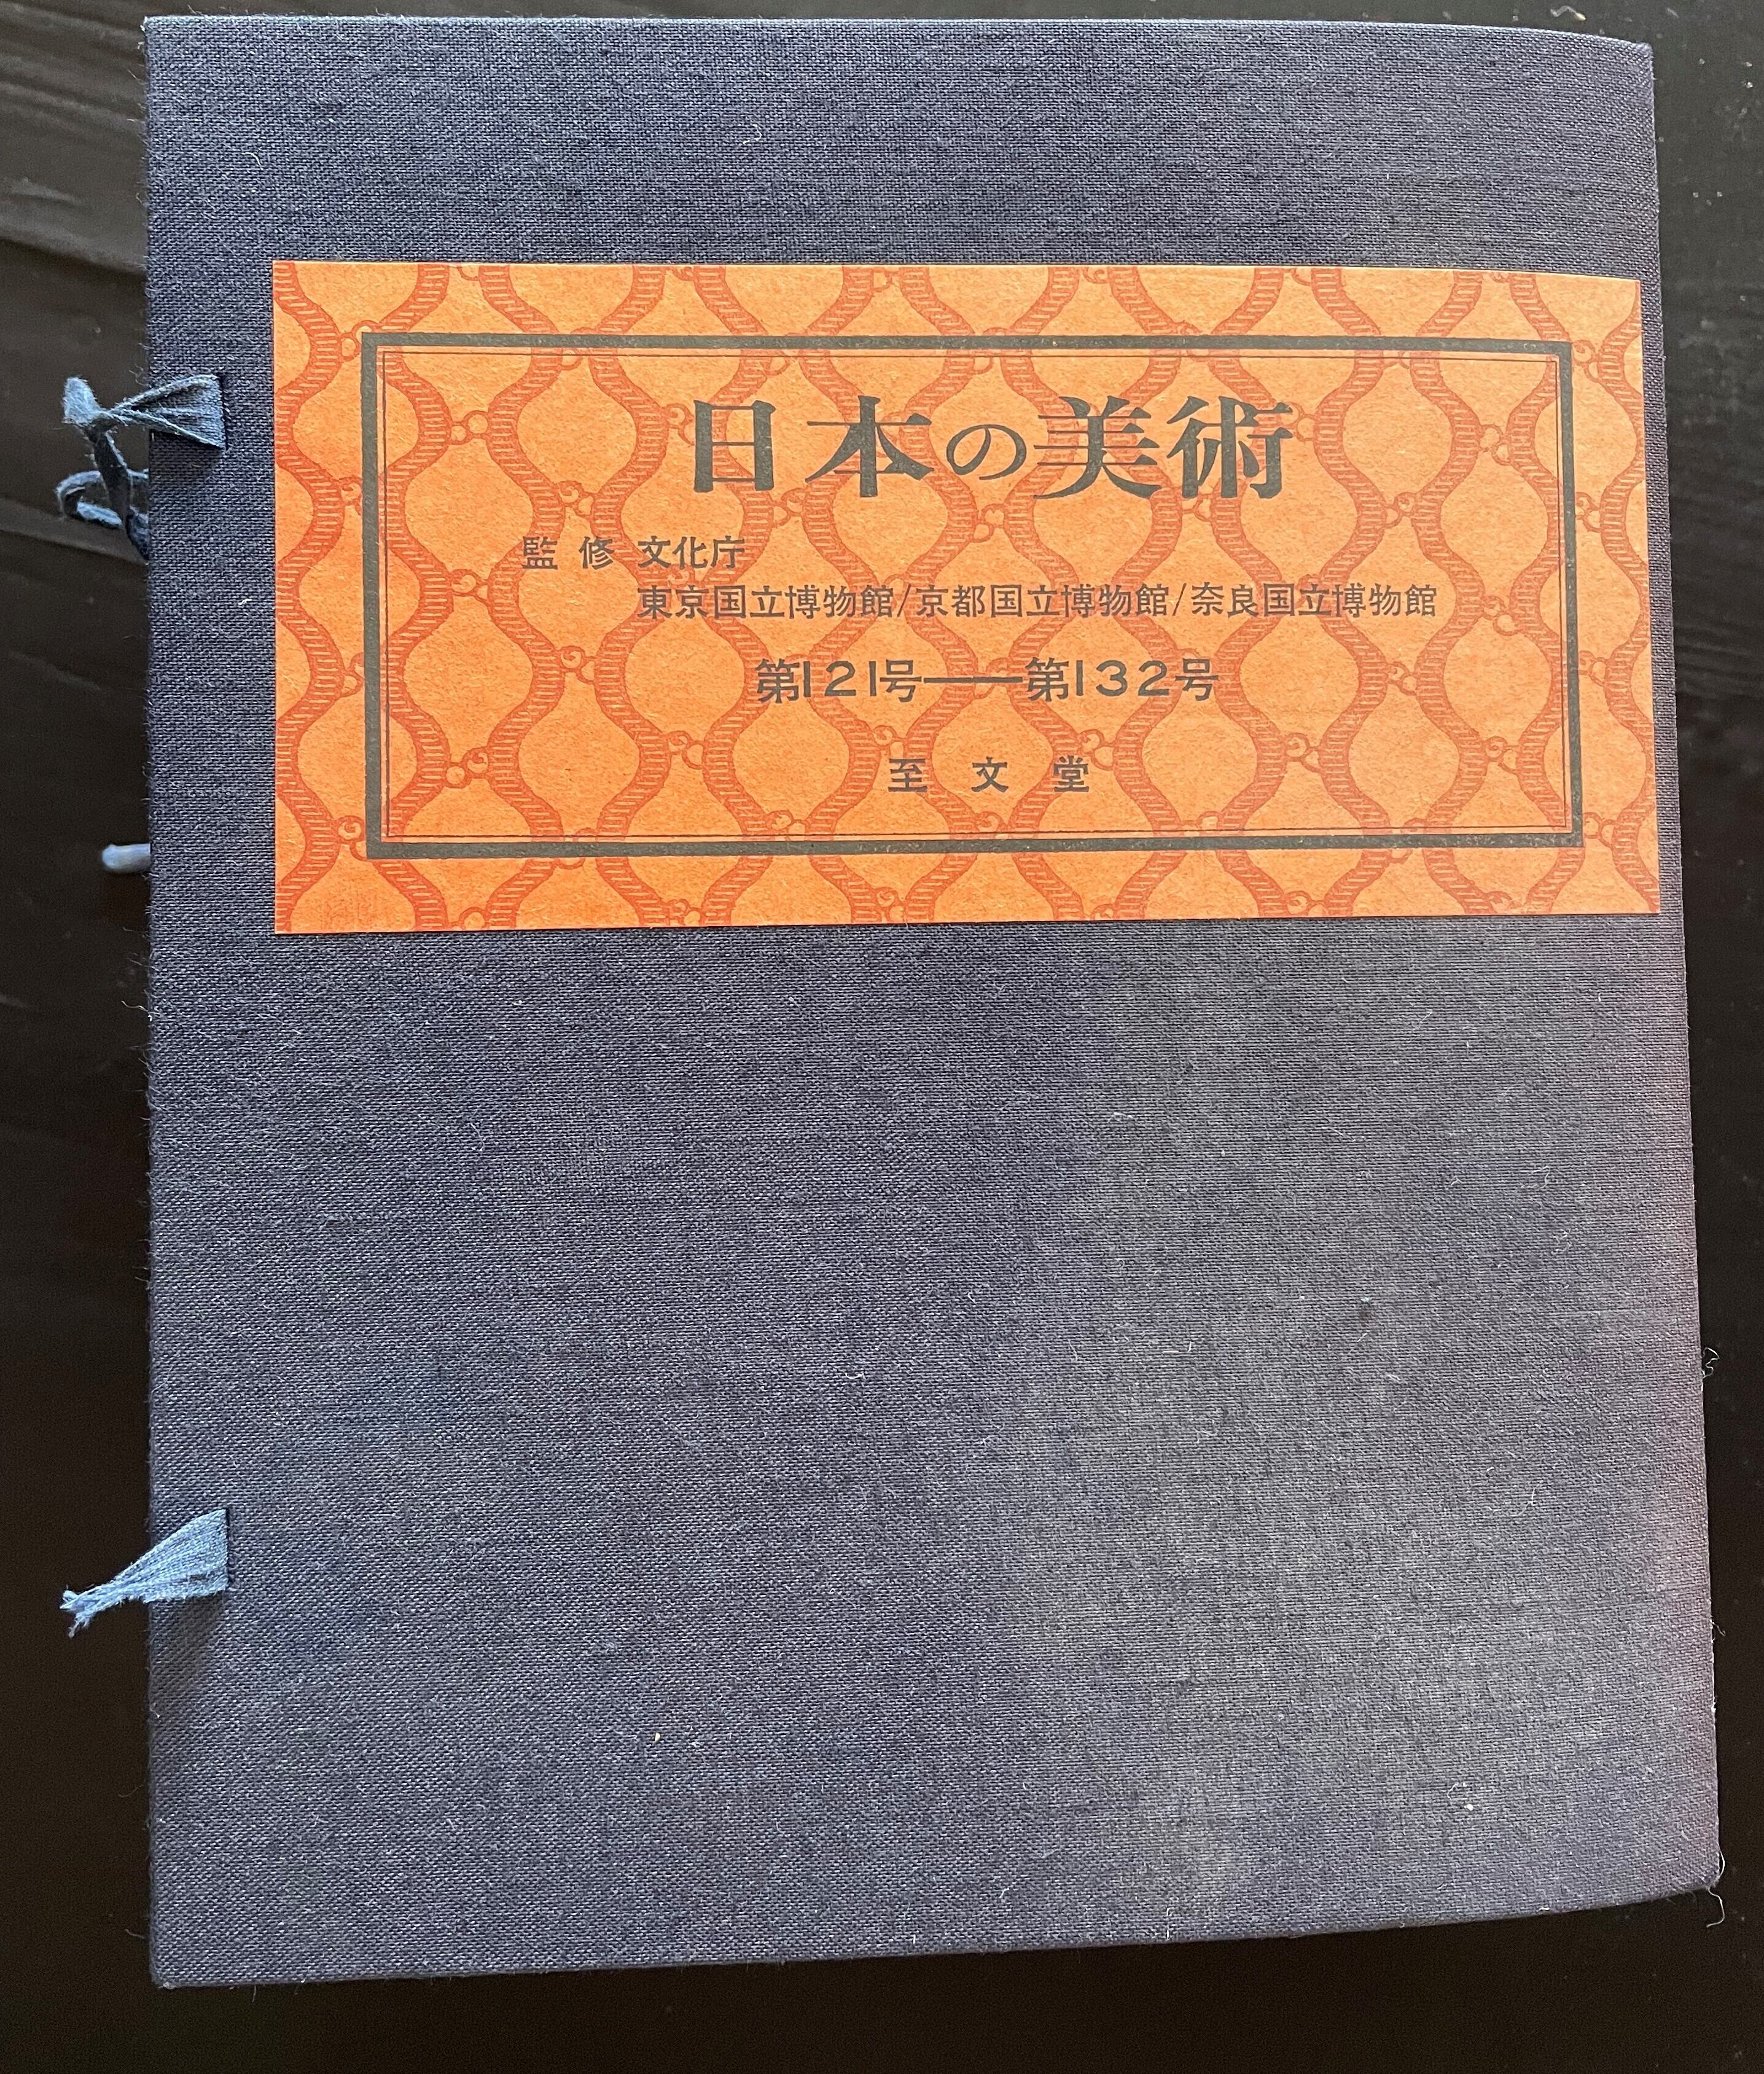 日本の美術
監修 文化庁
東京国立博物館/京都国立博物館/奈良国立博物館
第121号——第132号
至文堂